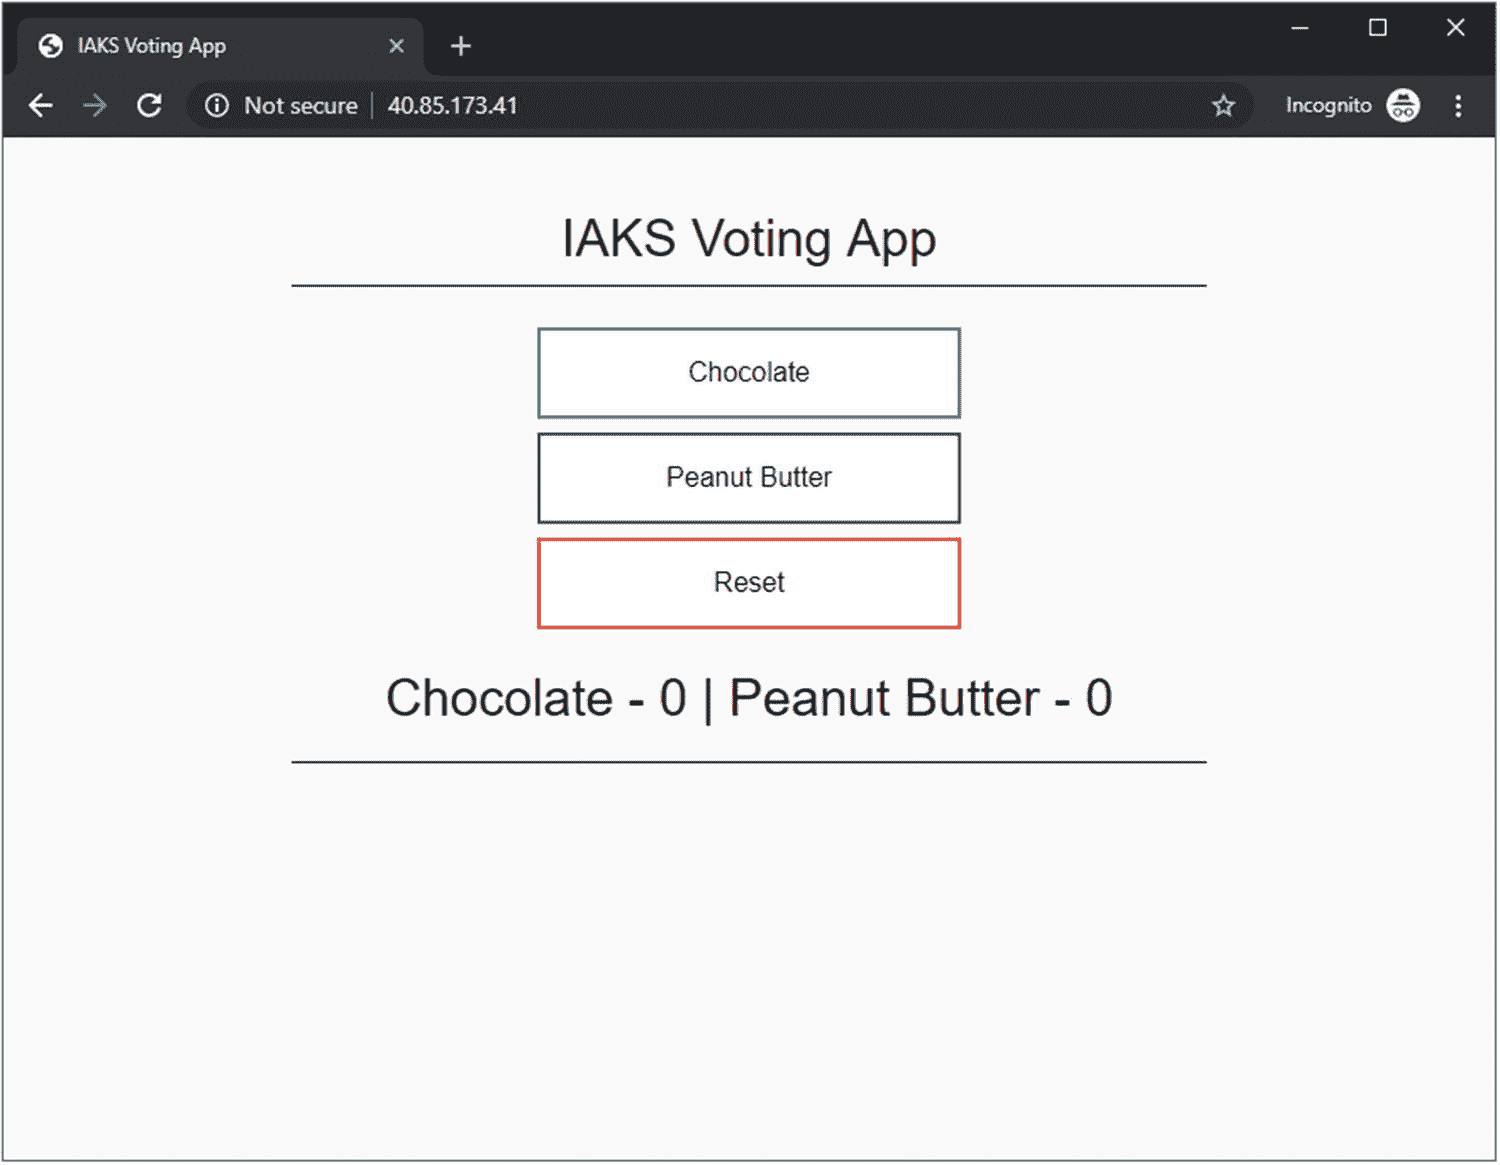 IAKS Voting App
Not secure 40.85.173.41 Incognito
IAKS Voting App
Chocolate
Peanut Butter
Reset
Chocolate - 0 | Peanut Butter - 0